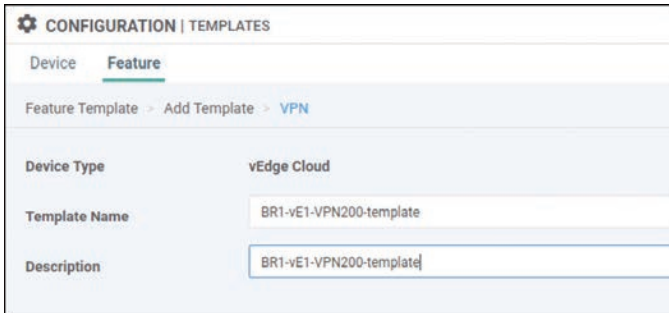 CONFIGURATION | TEMPLATES
Device Feature
Feature Template > Add Template > VPN
Device Type vEdge Cloud
Template Name BR1-vE1-VPN200-template
Description BR1-vE1-VPN200-template